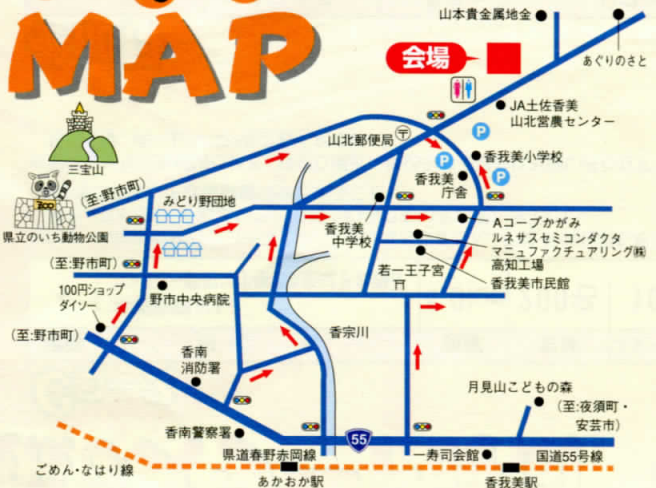 MAP
山本貴金属地金
あぐりのさと
会場
JA土佐香美
山北営農センター
山北郵便局
〒
P
P
P
香我美小学校
香我美
庁舎
三宝山
(至:野市町)
みどり野団地
ZOO
県立のいち動物公園
香我美
中学校
Aコープかがみ
ルネサスセミコンダクタ
マニュファクチュアリング㈱
高知工場
香我美市民館
若一王子宮
(至:野市町)
野市中央病院
100円ショップ
ダイソー
(至:野市町)
香宗川
香南
消防署
月見山こどもの森
(至:夜須町・
安芸市)
香南警察署
55
県道春野赤岡線
一寿司会館
国道55号線
ごめん・なはり線
あかおか駅
香我美駅